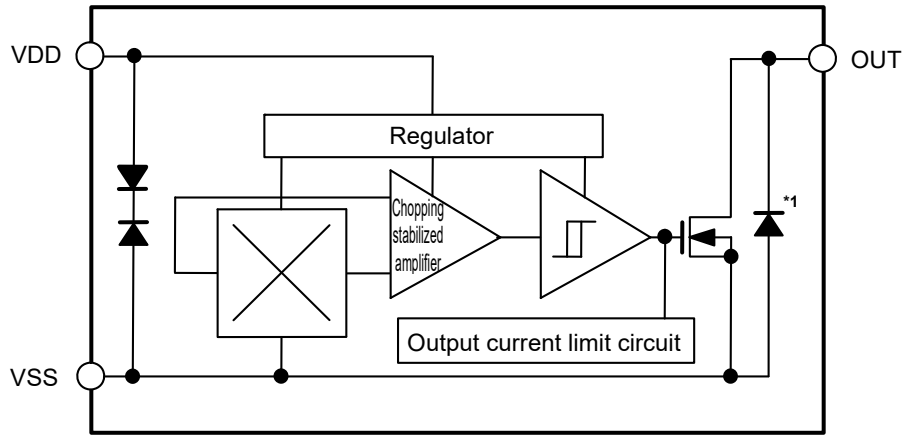 VDD
OUT
Regulator
Chopping
stabilized
amplifier
*1
Output current limit circuit
VSS